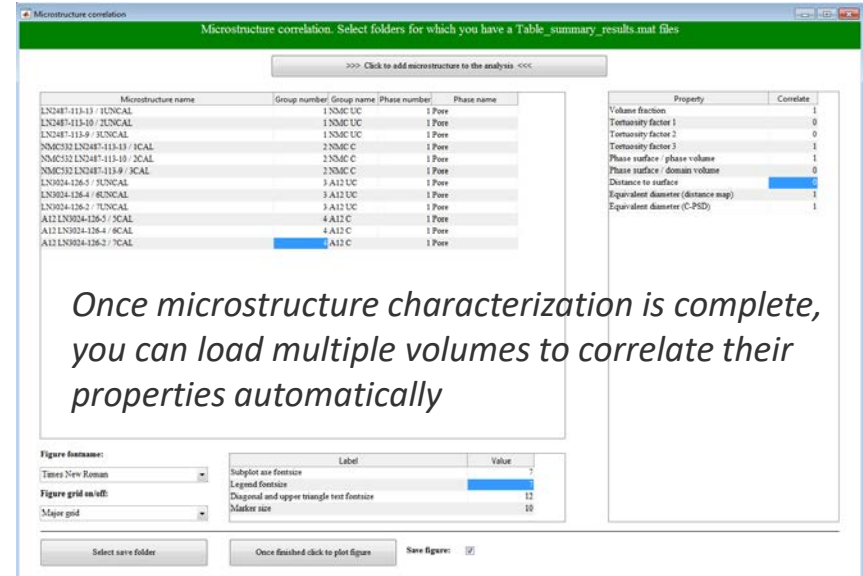 Microstructure correlation
Microstructure correlation. Select folders for which you have a Table_summary_results.mat files
>>> Click to add microstructure to the analysis <<<
Microstructure name Group number Group name Phase number Phase name
LN2487-113-13 / 1UNCAL 1 NMC UC 1 Pore
LN2487-113-10 / 2UNCAL 1 NMC UC 1 Pore
LN2487-113-9 / 3UNCAL 1 NMC UC 1 Pore
NMC532 LN2487-113-13 / 1CAL 2 NMC C 1 Pore
NMC532 LN2487-113-10 / 2CAL 2 NMC C 1 Pore
NMC532 LN2487-113-9 / 3CAL 2 NMC C 1 Pore
LN3024-126-5 / 5UNCAL 3 A12 UC 1 Pore
LN3024-126-4 / 6UNCAL 3 A12 UC 1 Pore
LN3024-126-2 / 7UNCAL 3 A12 UC 1 Pore
A12 LN3024-126-5 / 5CAL 4 A12 C 1 Pore
A12 LN3024-126-4 / 6CAL 4 A12 C 1 Pore
A12 LN3024-126-2 / 7CAL 4 A12 C 1 Pore
Property Correlate
Volume fraction 1
Tortuosity factor 1 0
Tortuosity factor 2 0
Tortuosity factor 3 1
Phase surface / phase volume 1
Phase surface / domain volume 0
Distance to surface 0
Equivalent diameter (distance map) 1
Equivalent diameter (C-PSD) 1
Once microstructure characterization is complete,
you can load multiple volumes to correlate their
properties automatically
Figure fontname:
Times New Roman
Figure grid on/off:
Major grid
Label Value
Subplot axe fontsize 7
Legend fontsize 7
Diagonal and upper triangle text fontsize 12
Marker size 10
Select save folder
Once finished click to plot figure
Save figure: